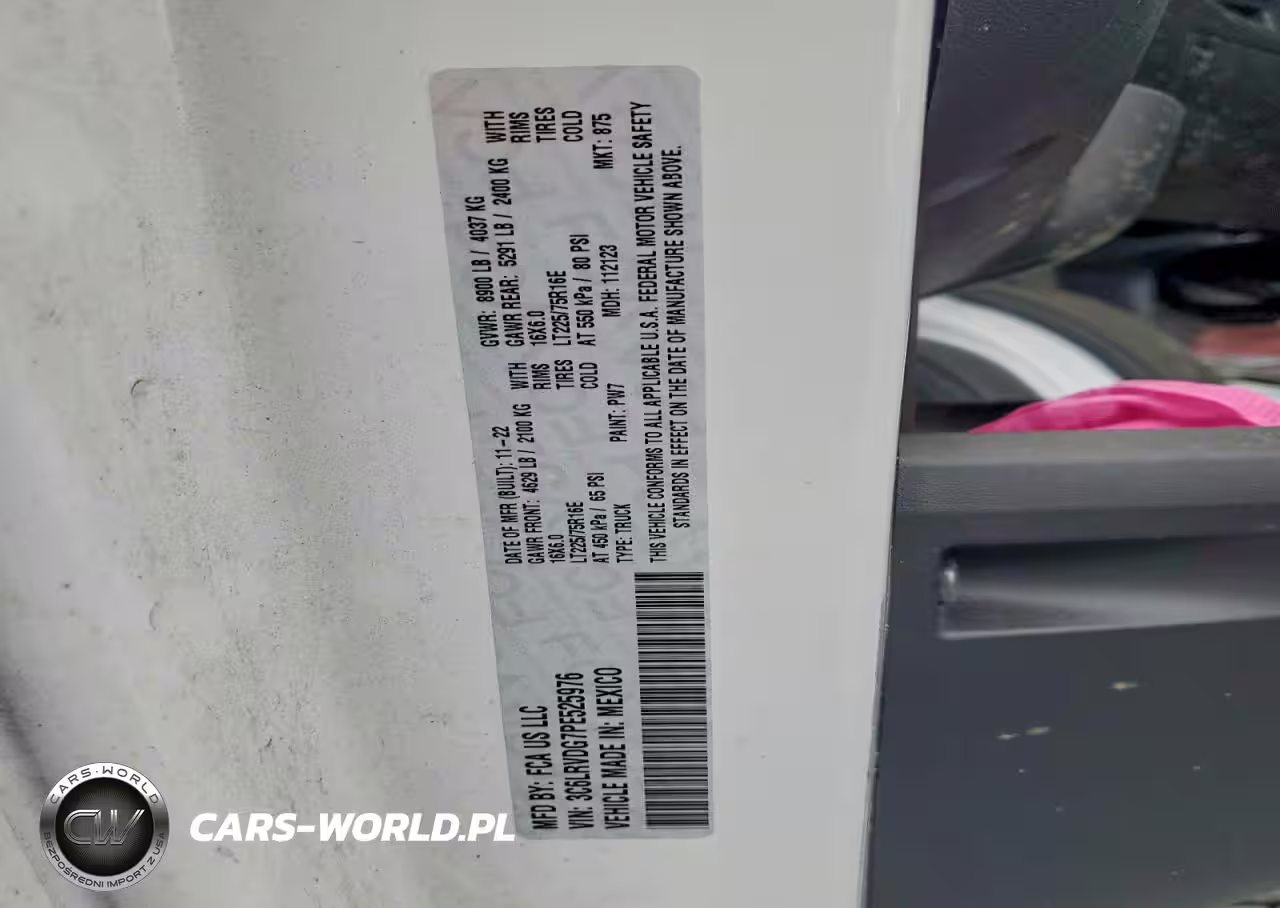 MFD BY: FCA US LLC
VIN: 3C6LRVDG7PE525976
VEHICLE MADE IN: MEXICO
DATE OF MFR (BUILT): 11-22
GAWR FRONT: 4629 LB / 2100 KG WITH
16X6.0 RIMS
LT225/75R16E TIRES
AT 450 kPa / 65 PSI COLD
TYPE: TRUCK PAINT: PW7 MDH: 112123 MKT: 875
GVWR: 8900 LB / 4037 KG
GAWR REAR: 5291 LB / 2400 KG WITH
16X6.0 RIMS
LT225/75R16E TIRES
AT 550 kPa / 80 PSI COLD
THIS VEHICLE CONFORMS TO ALL APPLICABLE U.S.A. FEDERAL MOTOR VEHICLE SAFETY
STANDARDS IN EFFECT ON THE DATE OF MANUFACTURE SHOWN ABOVE.
CARS-WORLD
CW
BEZPOŚREDNI IMPORT Z USA
CARS-WORLD.PL